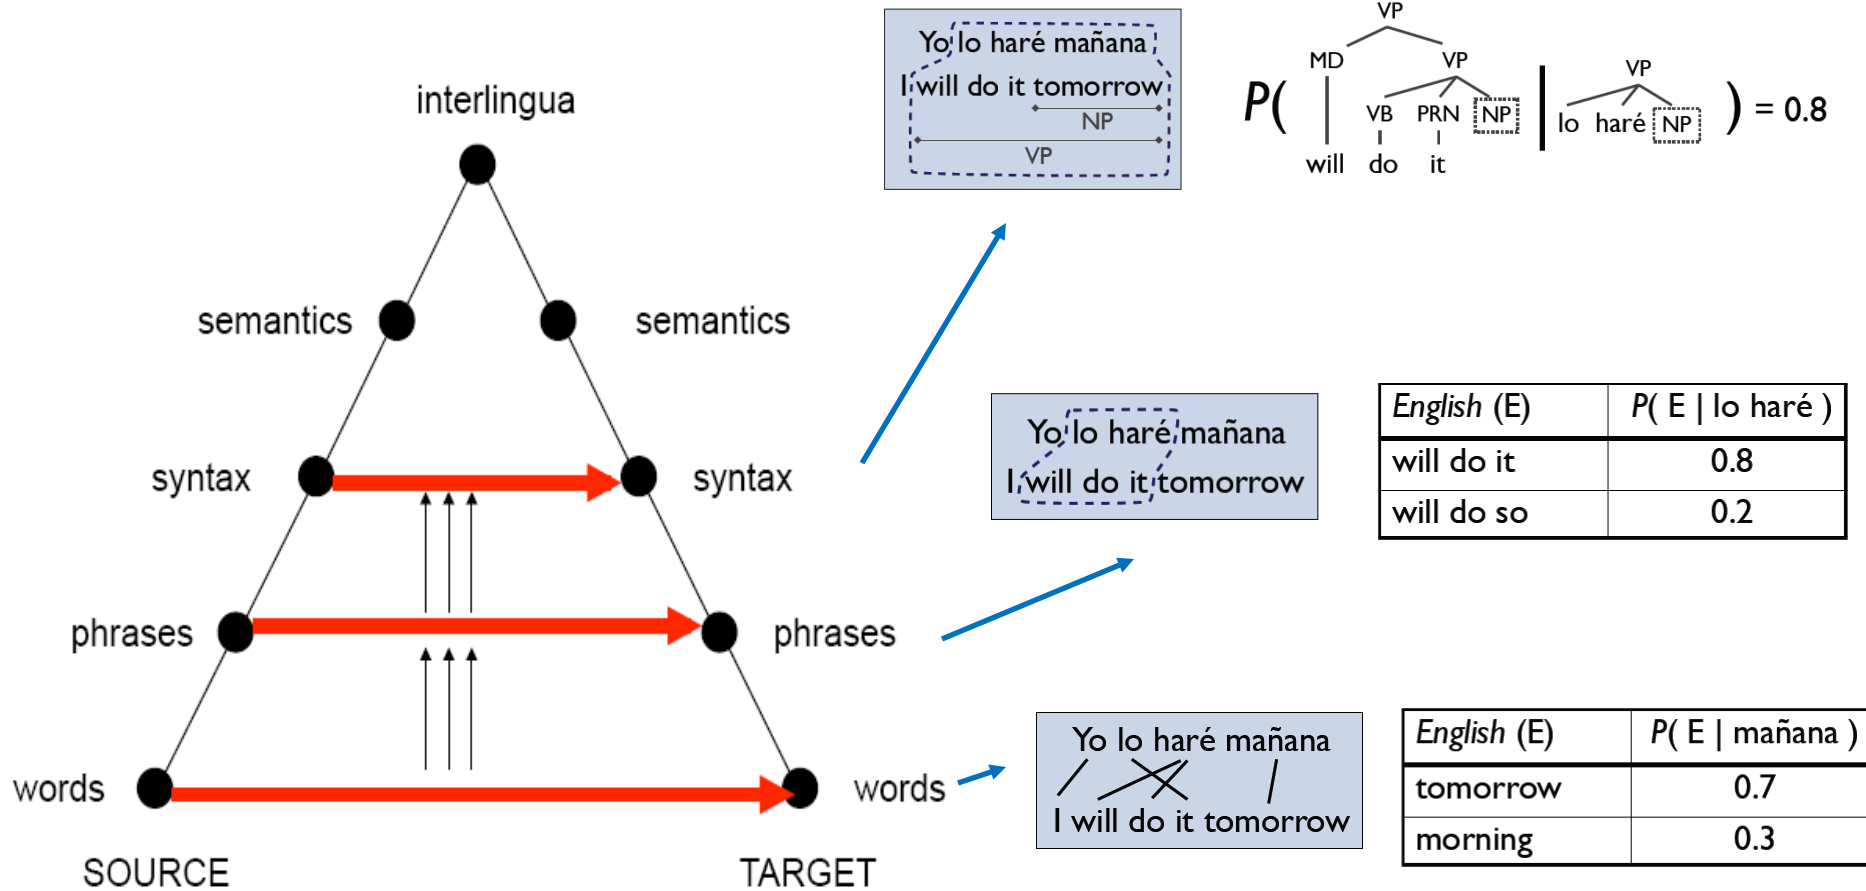 interlingua
semantics semantics
syntax syntax
phrases phrases
words words
SOURCE TARGET
Yo lo haré mañana
I will do it tomorrow
NP
VP
VP
MD VP VP
P( VB PRN NP | lo haré NP ) = 0.8
will do it
Yo lo haré mañana
I will do it tomorrow
English (E) P( E | lo haré )
will do it 0.8
will do so 0.2
Yo lo haré mañana
I will do it tomorrow
English (E) P( E | mañana )
tomorrow 0.7
morning 0.3